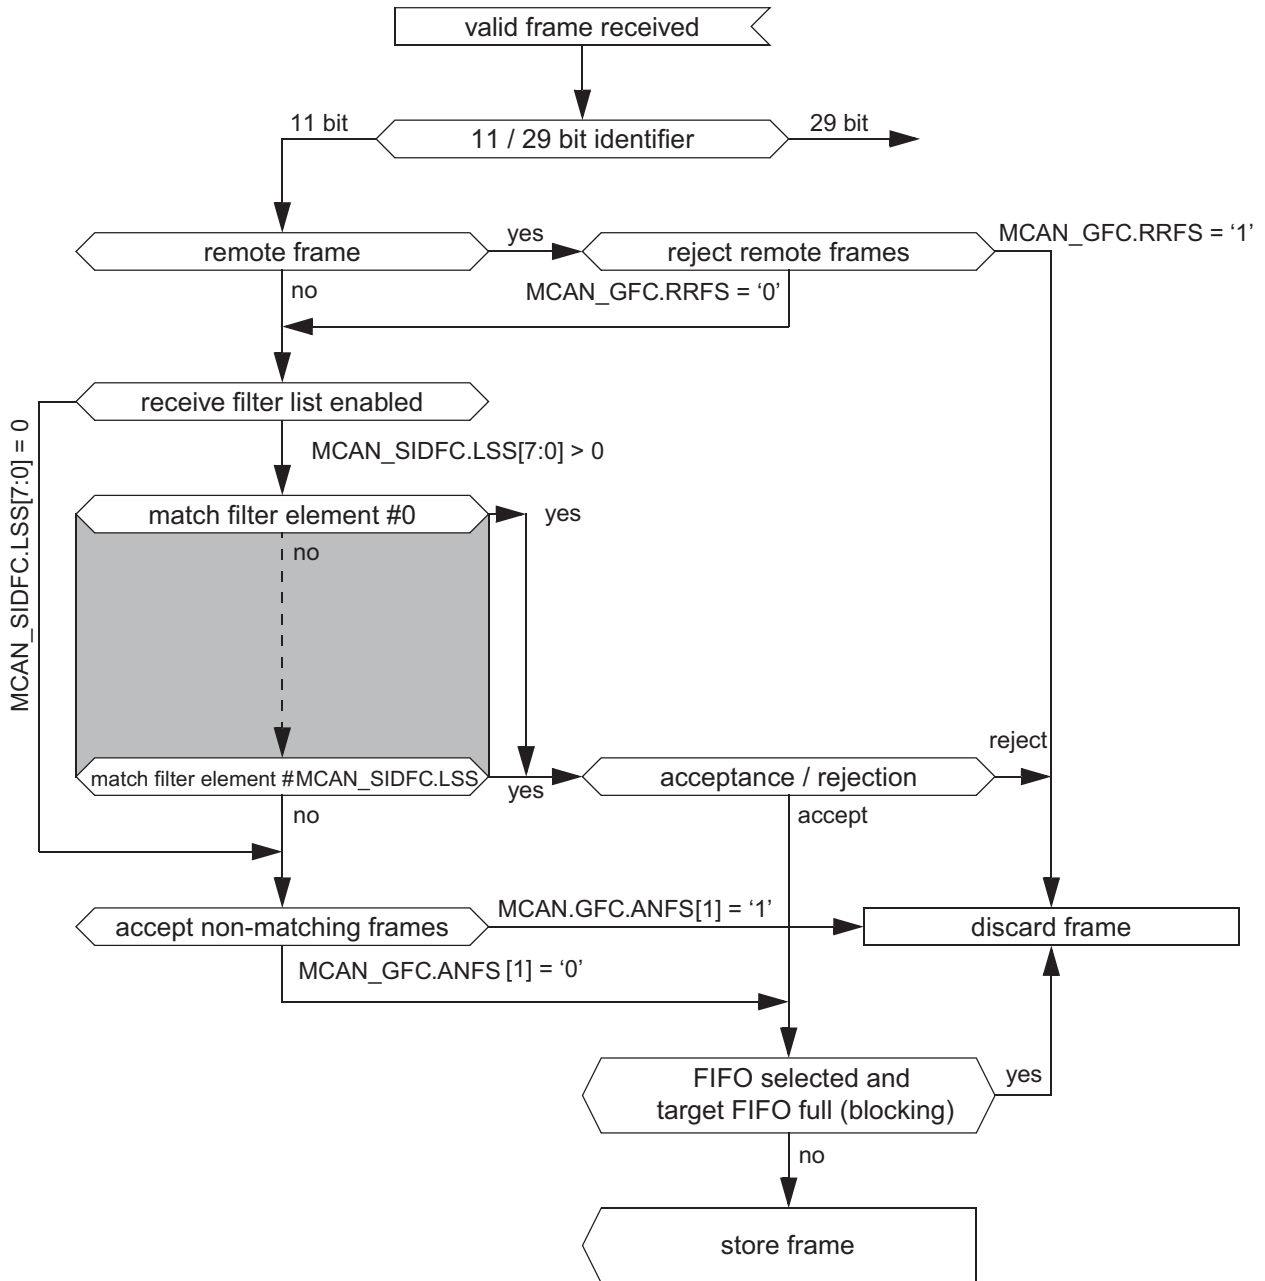 valid frame received
11 bit
11 / 29 bit identifier
29 bit
remote frame
yes
reject remote frames
MCAN_GFC.RRFS = ‘1’
no
MCAN_GFC.RRFS = ‘0’
receive filter list enabled
MCAN_SIDFC.LSS[7:0] = 0
MCAN_SIDFC.LSS[7:0] > 0
match filter element #0
yes
no
match filter element #MCAN_SIDFC.LSS
yes
acceptance / rejection
reject
no
accept
accept non-matching frames
MCAN.GFC.ANFS[1] = ‘1’
discard frame
MCAN_GFC.ANFS [1] = ‘0’
FIFO selected and
target FIFO full (blocking)
yes
no
store frame